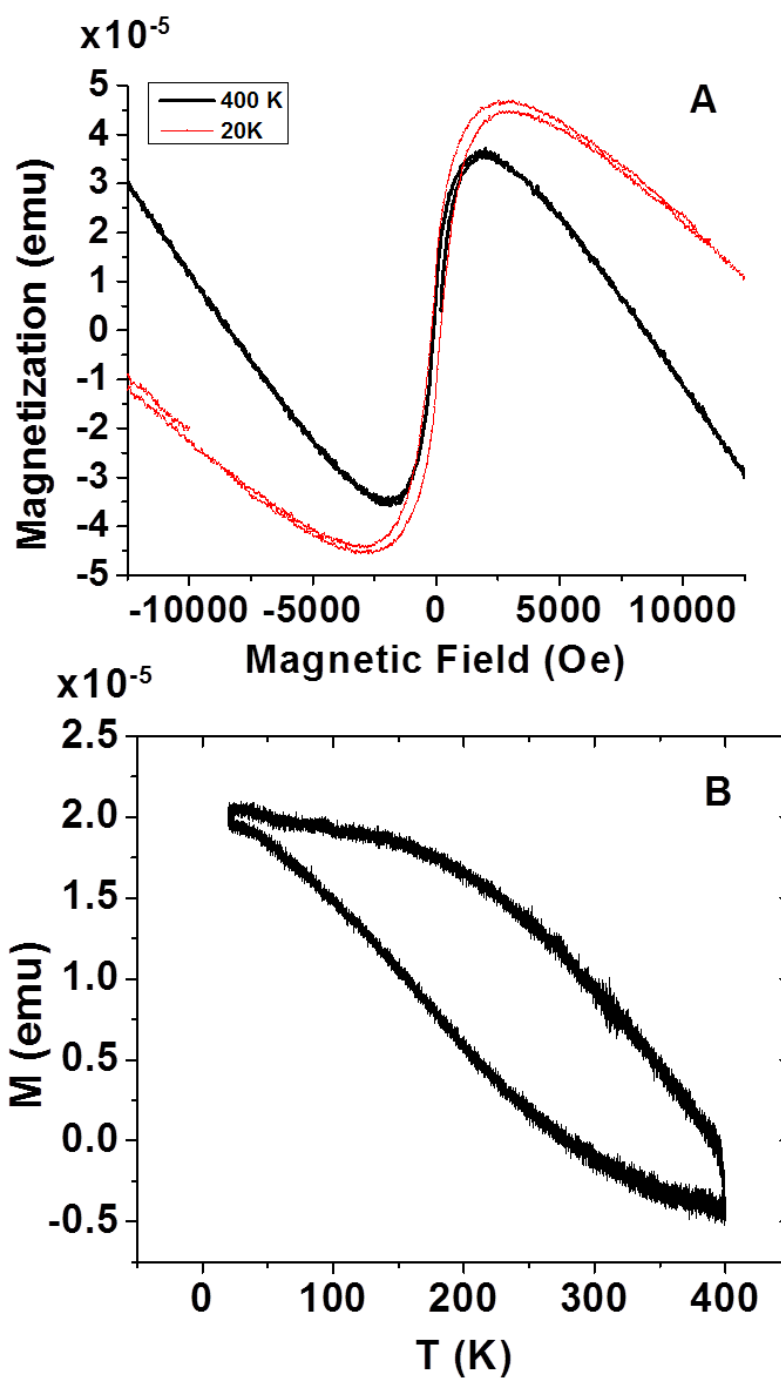 x10-5
5
4
3
2
1
0
-1
-2
-3
-4
-5
400 K
20K
A
Magnetization (emu)
-10000 -5000 0 5000 10000
Magnetic Field (Oe)
x10-5
2.5
2.0
1.5
1.0
0.5
0.0
-0.5
B
M (emu)
0 100 200 300 400
T (K)